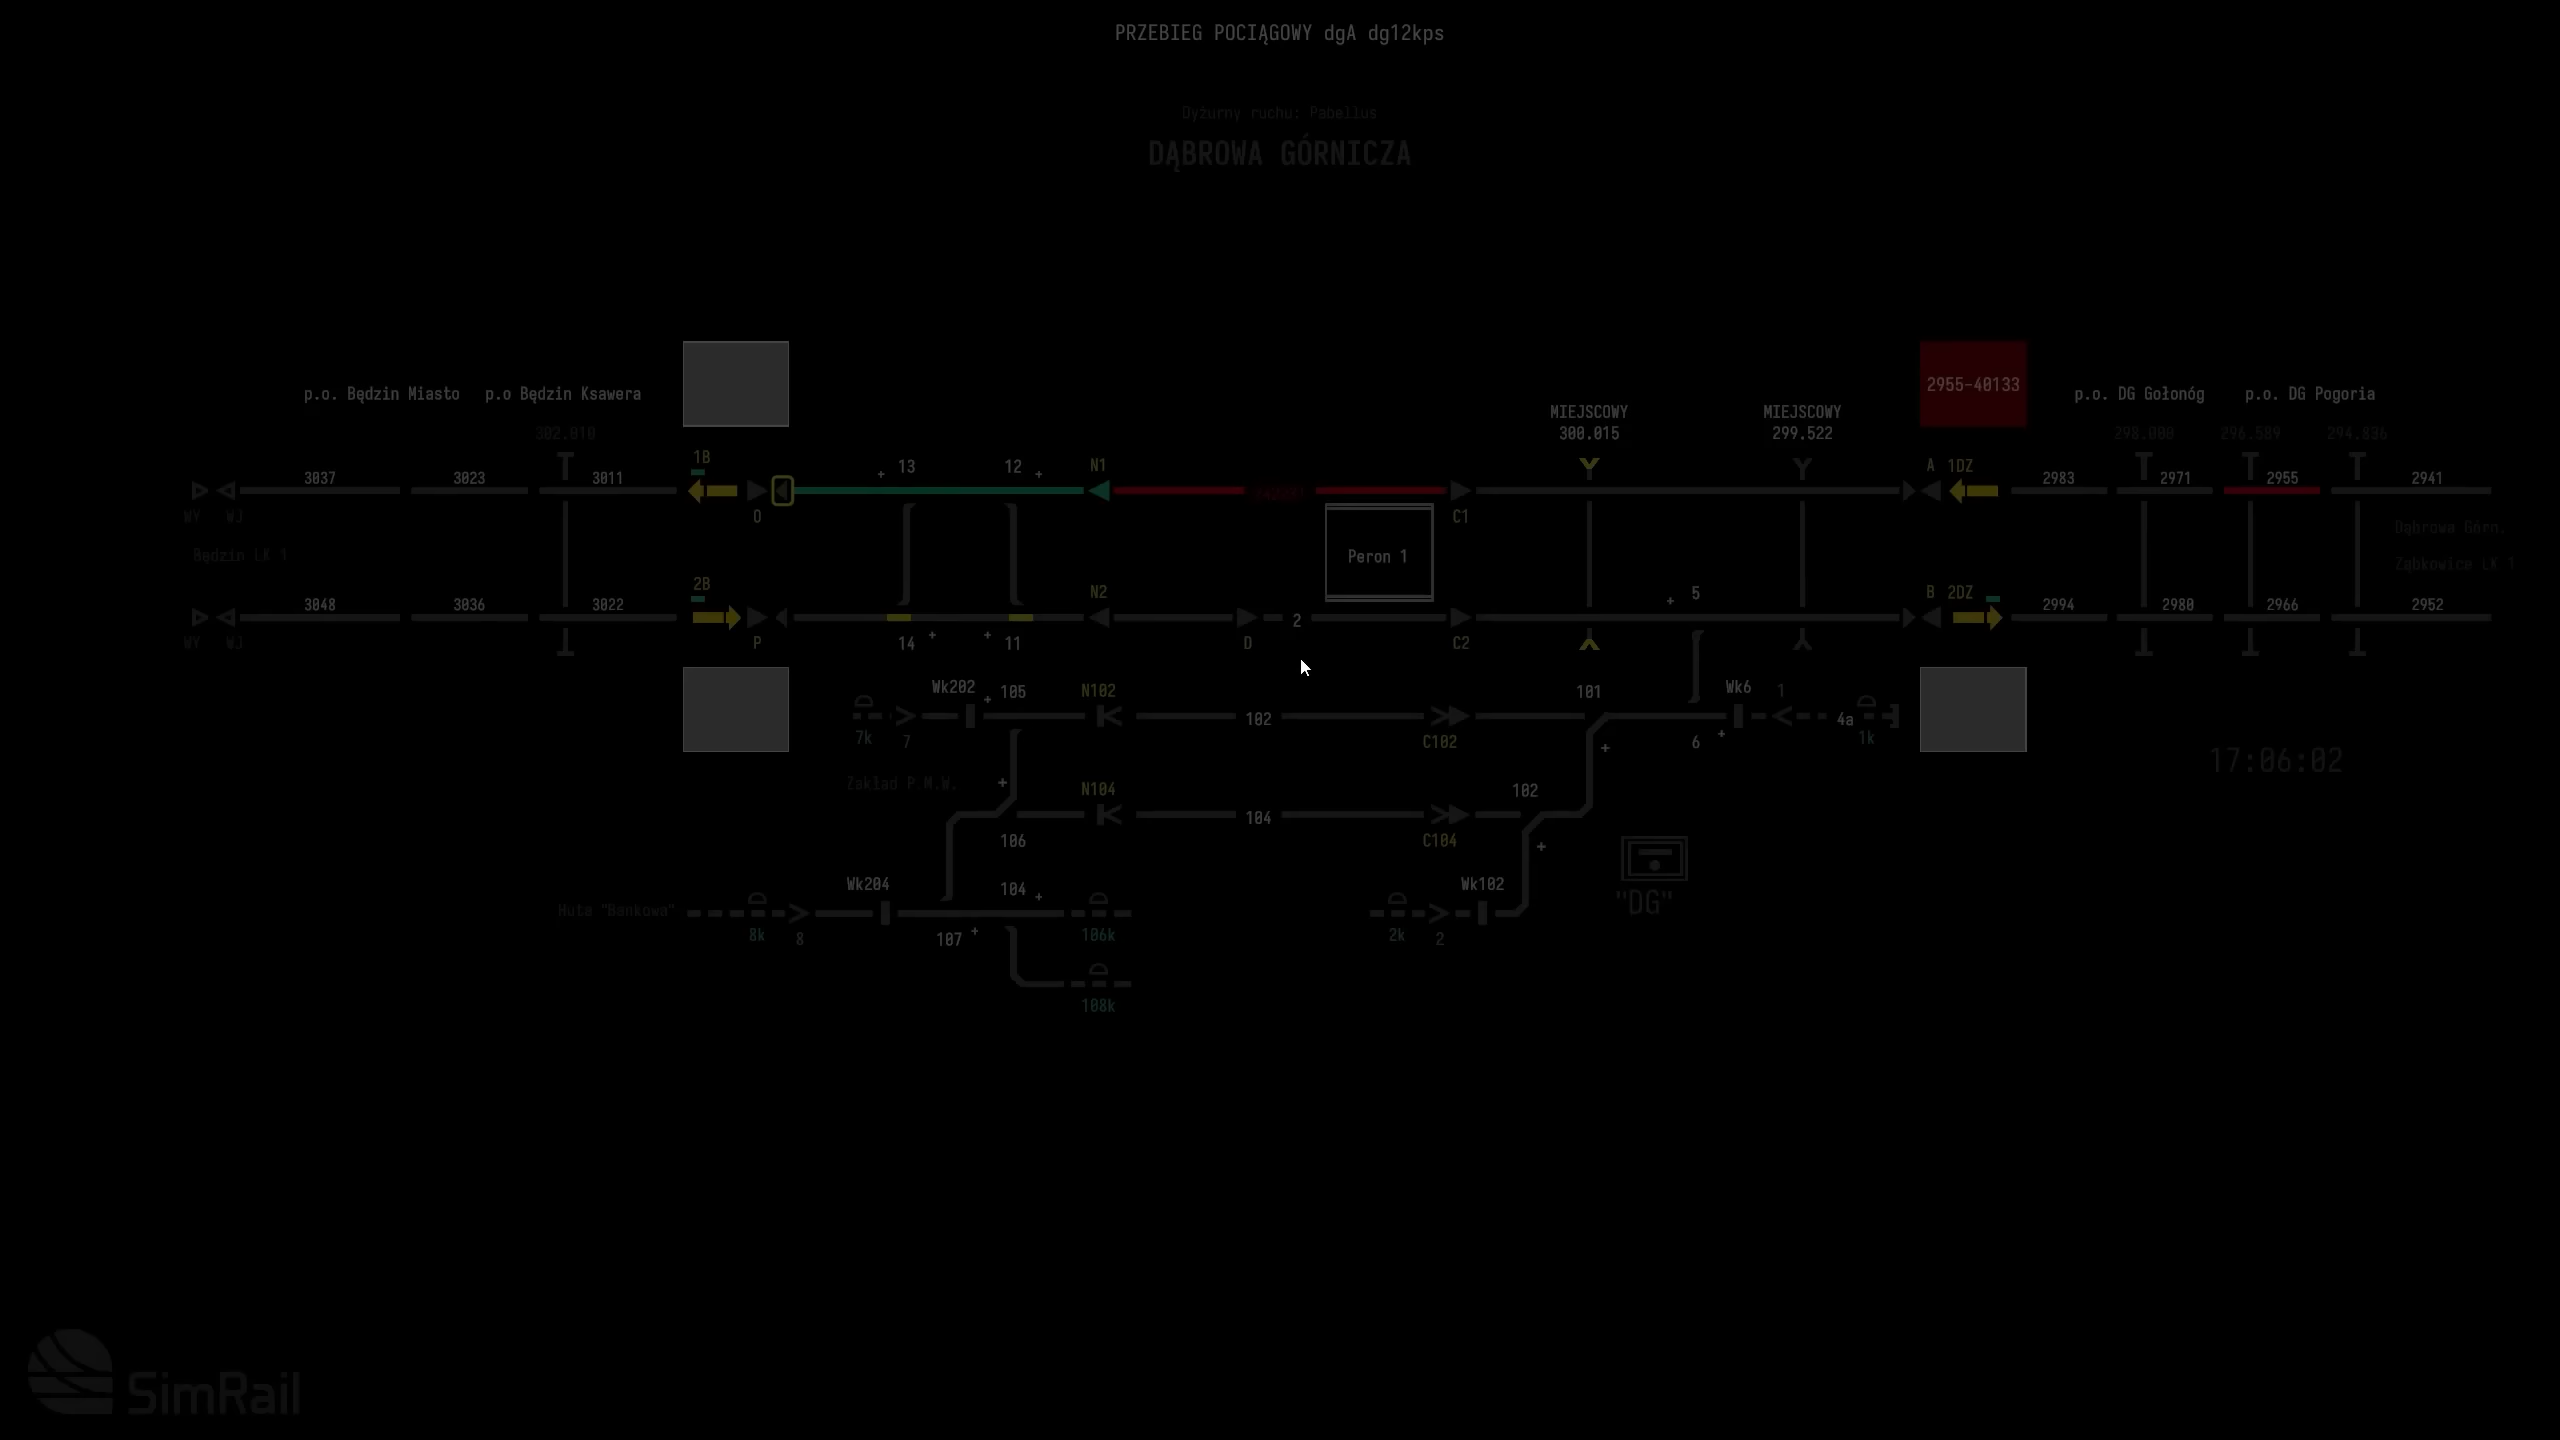 PRZEBIEG POCIĄGOWY dgA dg12kps
Dyżurny ruchu: Pabellus
DĄBROWA GÓRNICZA
2955-40133
p.o. Będzin Miasto p.o Będzin Ksawera
p.o. DG Gołonóg p.o. DG Pogoria
MIEJSCOWY MIEJSCOWY
302.010 300.015 299.522 298.080 296.589 294.836
1B 13 12 N1 A 1DZ
3037 3023 3011 2983 2971 2955 2941
WY WJ O C1
Dąbrowa Górn.
Będzin LK 1 Peron 1 Ząbkowice LK 1
2B N2 5 B 2DZ
3048 3036 3022 2 2994 2980 2966 2952
WY WJ P 14 11 D C2
Wk202 105 N102 101 Wk6 1
102 4a
7k 7 C102 6 1k
17:06:02
Zakład P.M.W. N104 102
104
106 C104
Wk204 104 Wk102
"DG"
Huta "Bankowa"
8k 8 107 106k 2k 2
108k
SimRail